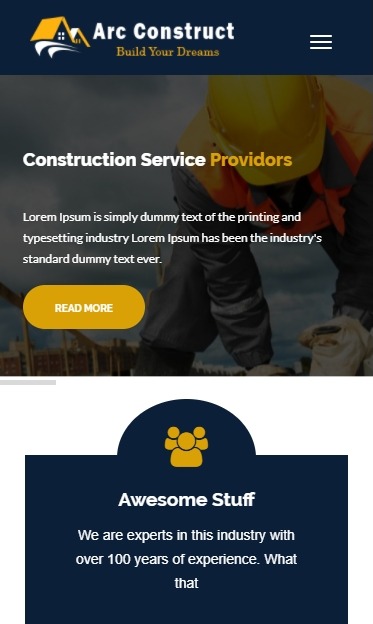 Arc Construct
Build Your Dreams
Construction Service Providors
Lorem Ipsum is simply dummy text of the printing and
typesetting industry Lorem Ipsum has been the industry's
standard dummy text ever.
READ MORE
Awesome Stuff
We are experts in this industry with
over 100 years of experience. What
that